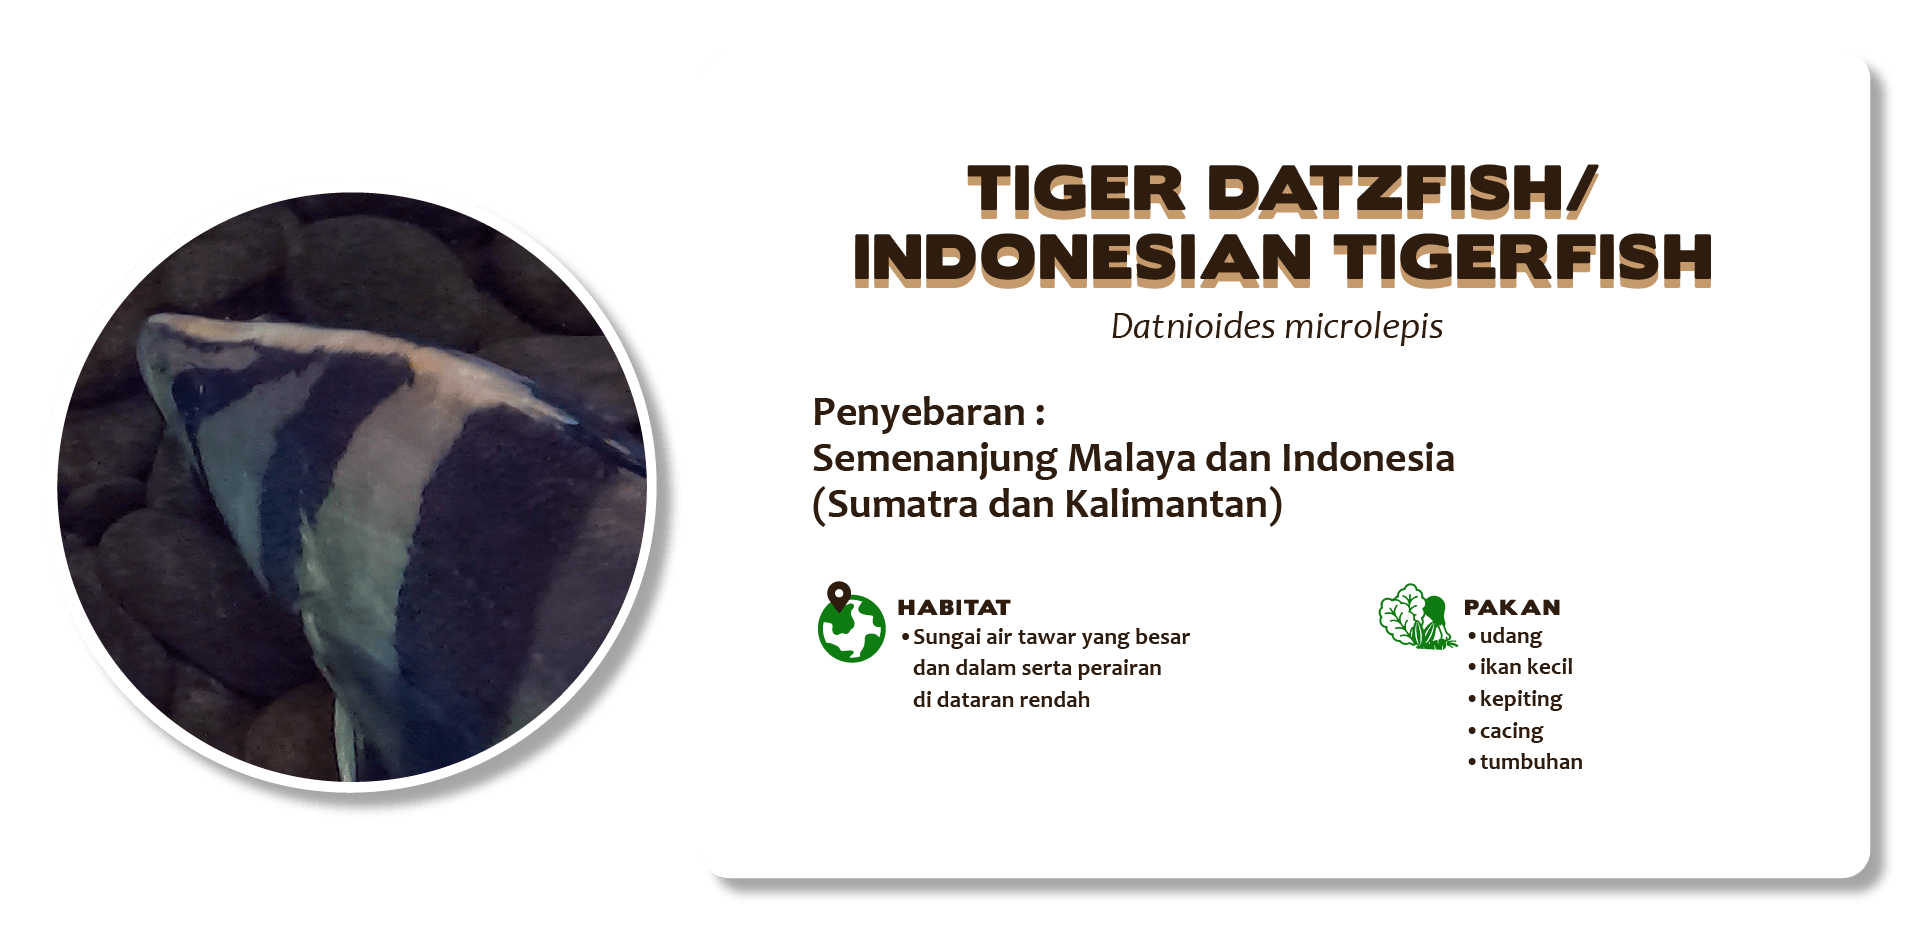 TIGER DATZFISH/
INDONESIAN TIGERFISH
Datnioides microlepis
Penyebaran :
Semenanjung Malaya dan Indonesia
(Sumatra dan Kalimantan)
HABITAT
• Sungai air tawar yang besar
dan dalam serta perairan
di dataran rendah
PAKAN
• udang
• ikan kecil
• kepiting
• cacing
• tumbuhan